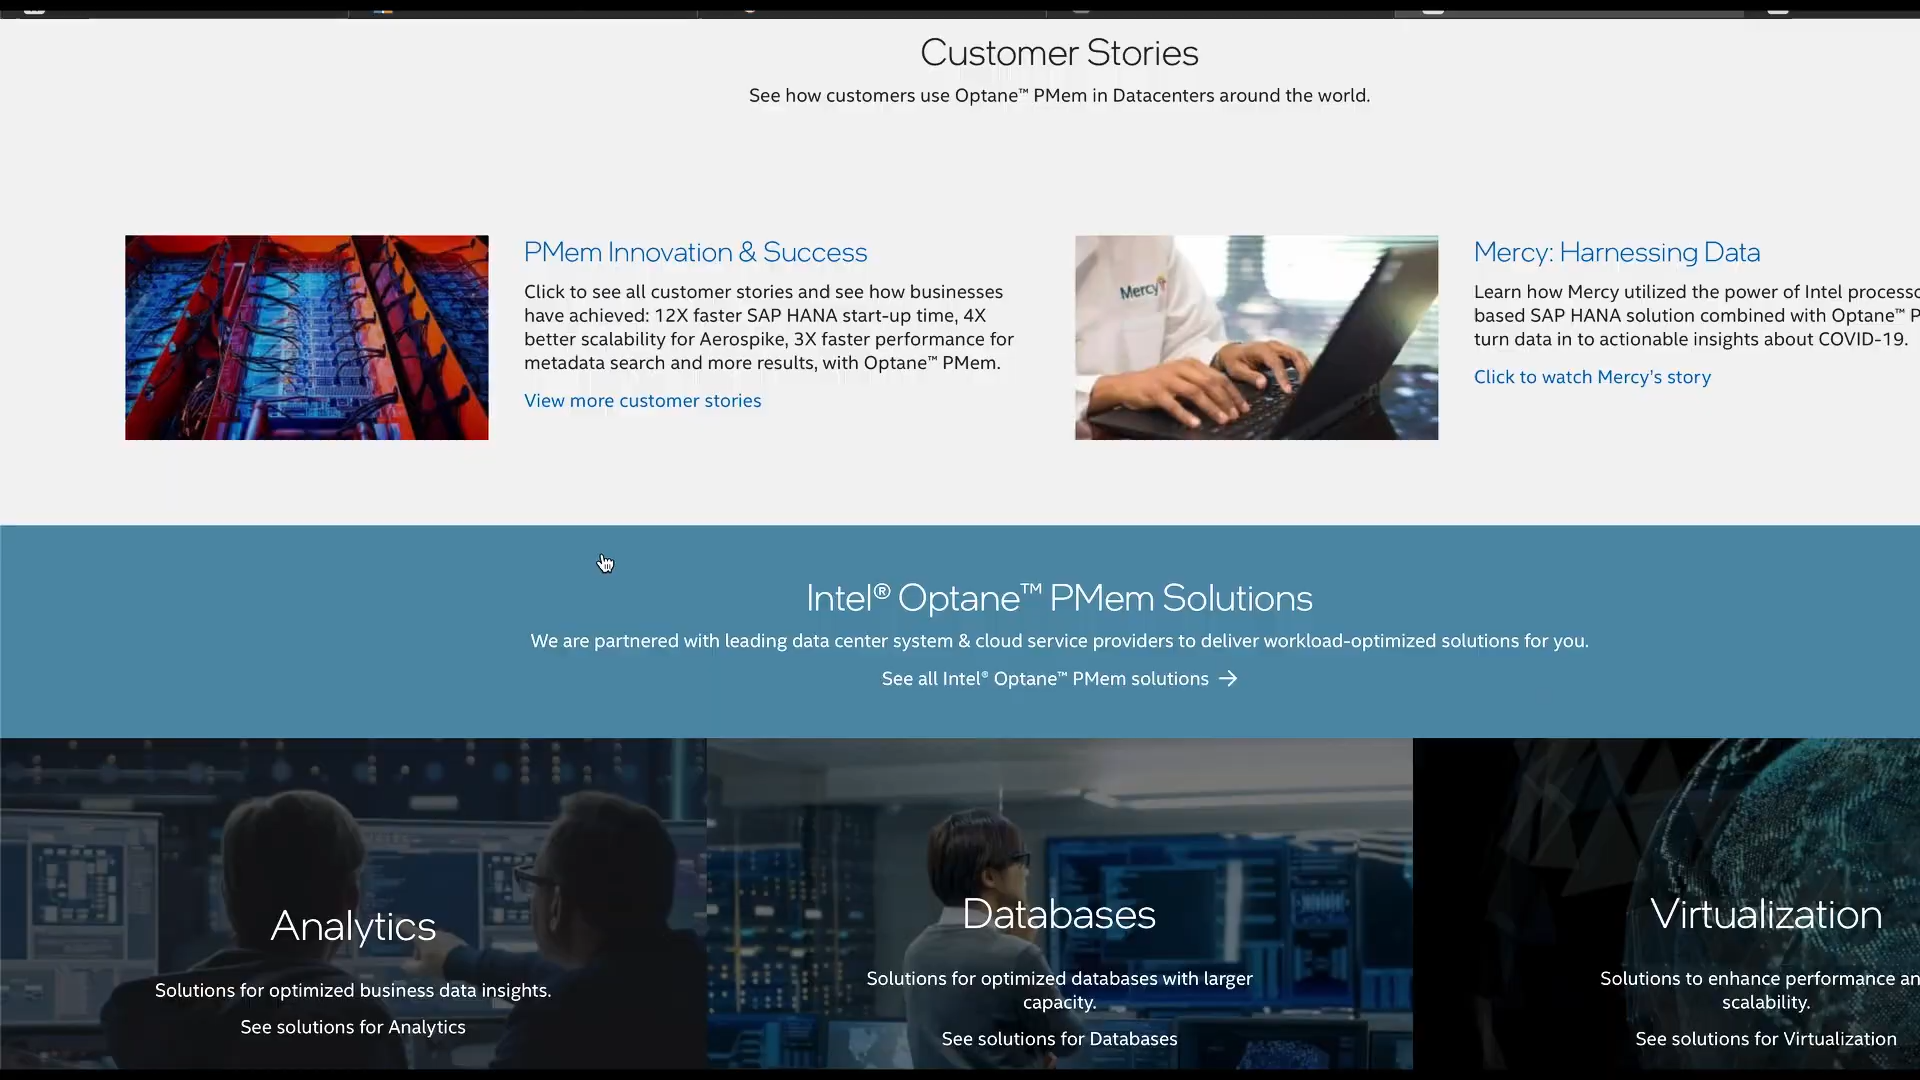 Customer Stories
See how customers use Optane™ PMem in Datacenters around the world.
PMem Innovation & Success
Click to see all customer stories and see how businesses
have achieved: 12X faster SAP HANA start-up time, 4X
better scalability for Aerospike, 3X faster performance for
metadata search and more results, with Optane™ PMem.
View more customer stories
Mercy
Mercy: Harnessing Data
Learn how Mercy utilized the power of Intel
based SAP HANA solution combined with Optane™
turn data in to actionable insights about COVID-19.
Click to watch Mercy's story
Intel® Optane™ PMem Solutions
We are partnered with leading data center system & cloud service providers to deliver workload-optimized solutions for you.
See all Intel® Optane™ PMem solutions →
Analytics
Solutions for optimized business data insights.
See solutions for Analytics
Databases
Solutions for optimized databases with larger
capacity.
See solutions for Databases
Virtualization
Solutions to enhance performance
scalability.
See solutions for Virtualization